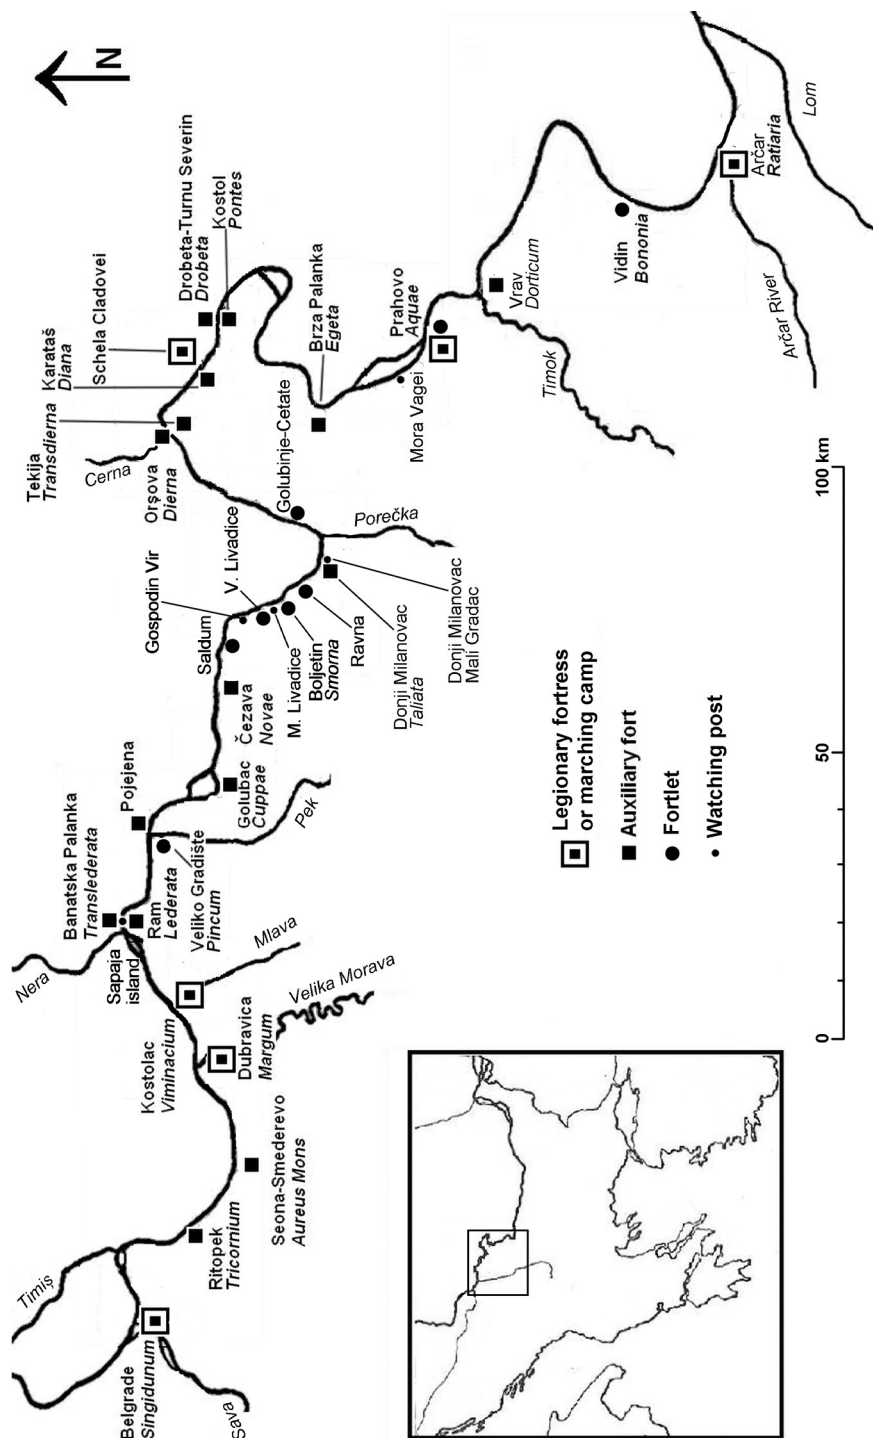 N
Drobeta-Turnu Severin
Drobeta
Kostol
Pontes
Schela Cladovei
Karataš
Diana
Tekija
Transdierna
Orşova
Dierna
Cerna
Brza Palanka
Egeta
Prahovo
Aquae
Mora Vagei
Golubinje-Cetate
Porečka
Vrav
Dorticum
Timok
Vidin
Bononia
Arčar
Ratiaria
Lom
Arčar River
Gospodin Vir
V. Livadice
Saldum
M. Livadice
Boljetin
Smorna
Ravna
Donji Milanovac
Taliata
Donji Milanovac
Mali Gradac
Čezava
Novae
Golubac
Cuppae
Pek
Pojejena
Banatska Palanka
Translederata
Ram
Lederata
Veliko Gradište
Pincum
Sapaja
island
Nera
Mlava
Velika Morava
Kostolac
Viminacium
Dubravica
Margum
Seona-Smederevo
Aureus Mons
Ritopek
Tricornium
Timiş
Belgrade
Singidunum
Sava
Legionary fortress
or marching camp
Auxiliary fort
Fortlet
Watching post
0
50
100 km